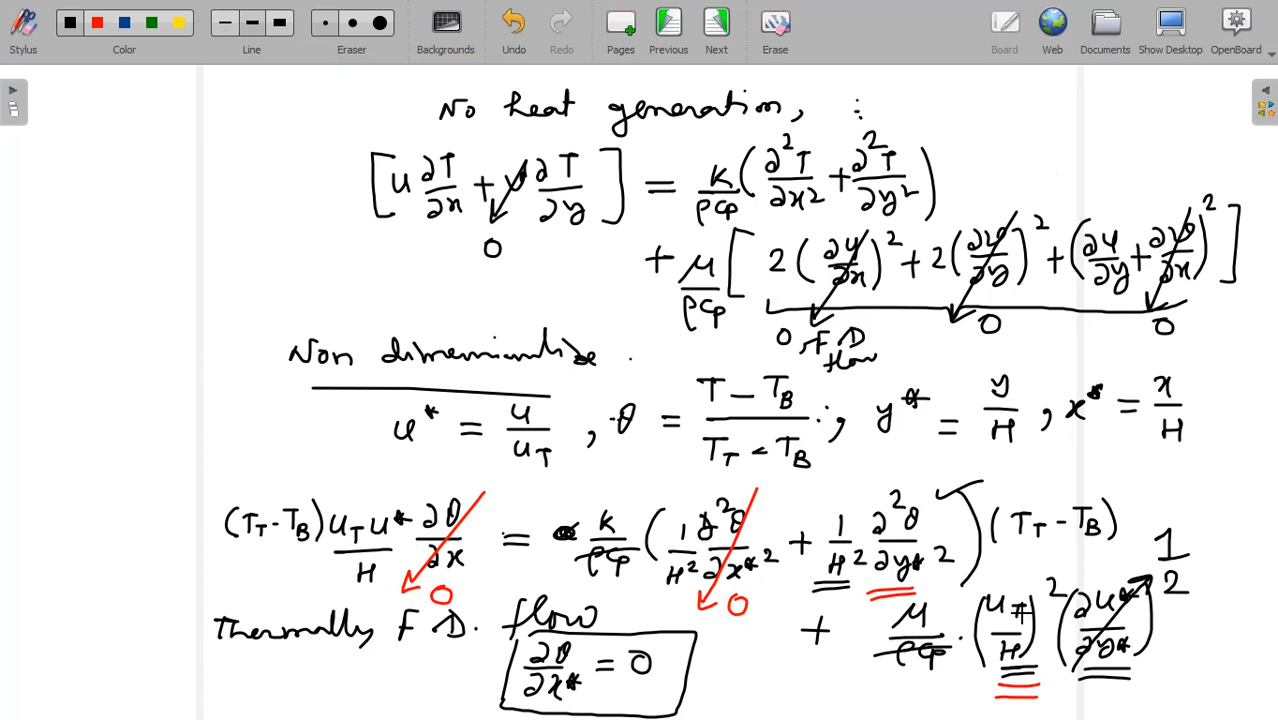 Stylus Color Line Eraser Backgrounds Undo Redo Pages Previous Next Erase Board Web Documents Show Desktop OpenBoard
No heat generation, :
[u ∂T/∂x + v ∂T/∂y] = K/ρCp (∂²T/∂x² + ∂²T/∂y²)
0
+ μ/ρCp [2(∂u/∂x)² + 2(∂v/∂y)² + (∂u/∂y + ∂v/∂x)²]
0 F D flow 0 0
Non dimensionalize .
u* = u/uT , θ = (T - TB)/(TT - TB) ; y* = y/H , x* = x/H
(TT - TB) uT u*/H ∂θ/∂x = K/ρCp (1/H² ∂²θ/∂x*² + 1/H² ∂²θ/∂y*²) (TT - TB)
0 0
Thermally F D. flow + μ/ρCp · (uT/H)² (∂u*/∂y*) 1 2
∂θ/∂x* = 0